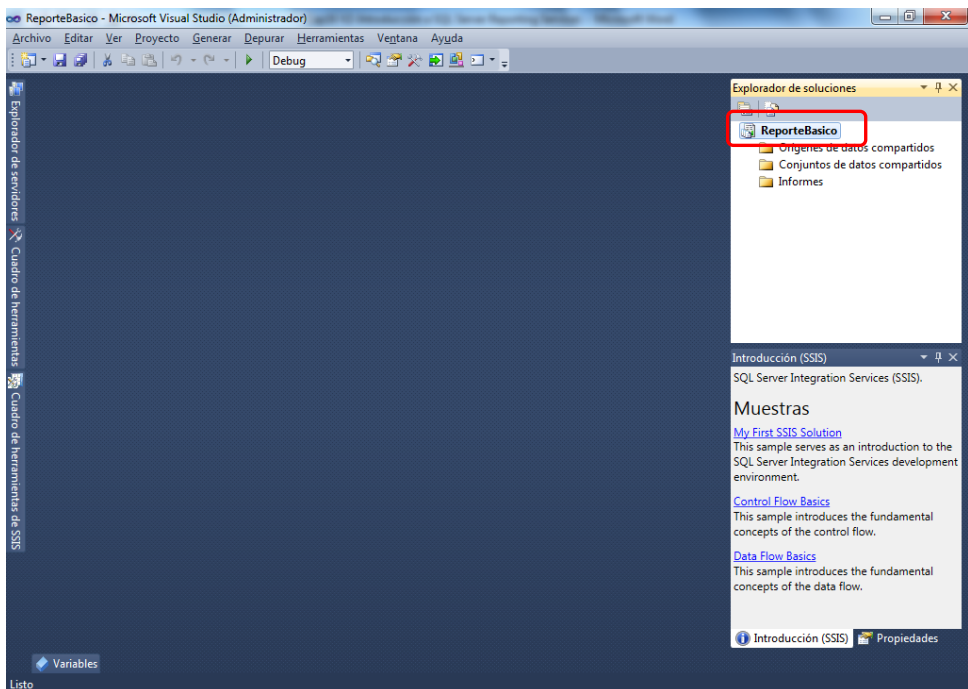 ReporteBasico - Microsoft Visual Studio (Administrador)
Archivo Editar Ver Proyecto Generar Depurar Herramientas Ventana Ayuda
Debug
Explorador de servidores
Cuadro de herramientas
Cuadro de herramientas de SSIS
Explorador de soluciones
ReporteBasico
Orígenes de datos compartidos
Conjuntos de datos compartidos
Informes
Introducción (SSIS)
SQL Server Integration Services (SSIS).
Muestras
My First SSIS Solution
This sample serves as an introduction to the
SQL Server Integration Services development
environment.
Control Flow Basics
This sample introduces the fundamental
concepts of the control flow.
Data Flow Basics
This sample introduces the fundamental
concepts of the data flow.
Introducción (SSIS) Propiedades
Variables
Listo